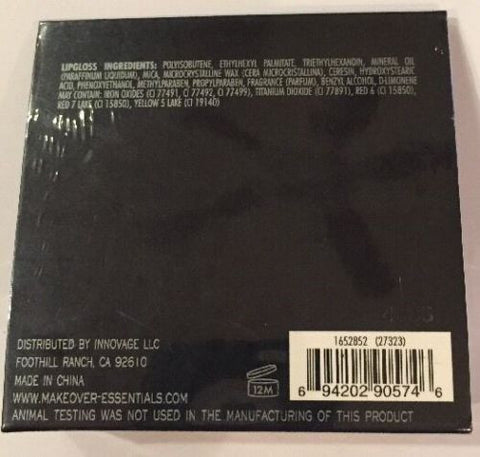 LIPGLOSS INGREDIENTS: POLYISOBUTENE, ETHYLHEXYL PALMITATE, TRIETHYLHEXANDIN, MINERAL OIL
(PARAFFINUM LIQUIDUM), MICA, MICROCRYSTALLINE WAX (CERA MICROCRISTALLINA), CERESIN, HYDROXYSTEARIC
ACID, PHENOXYETHANOL, METHYLPARABEN, PROPYLPARABEN, FRAGRANCE (PARFUM), BENZYL ALCOHOL, D-LIMONENE
MAY CONTAIN: IRON OXIDES (CI 77491, CI 77492, CI 77499), TITANIUM DIOXIDE (CI 77891), RED 6 (CI 15850),
RED 7 LAKE (CI 15850), YELLOW 5 LAKE (CI 19140)
DISTRIBUTED BY INNOVAGE LLC
FOOTHILL RANCH, CA 92610
MADE IN CHINA
WWW.MAKEOVER-ESSENTIALS.COM
ANIMAL TESTING WAS NOT USED IN THE MANUFACTURING OF THIS PRODUCT
12M
1652852 (27323)
6 94202 90574 6